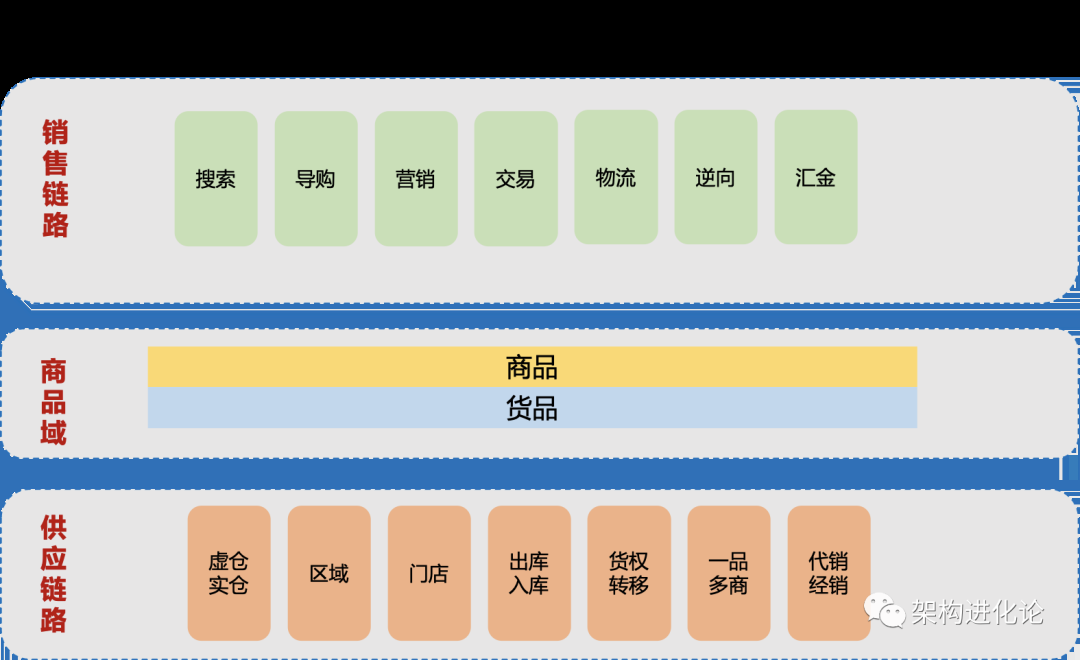 销售链路
搜索
导购
营销
交易
物流
逆向
汇金
商品域
商品
货品
供应链路
虚仓
实仓
区域
门店
出库
入库
货权
转移
一品
多商
代销
经销
架构进化论